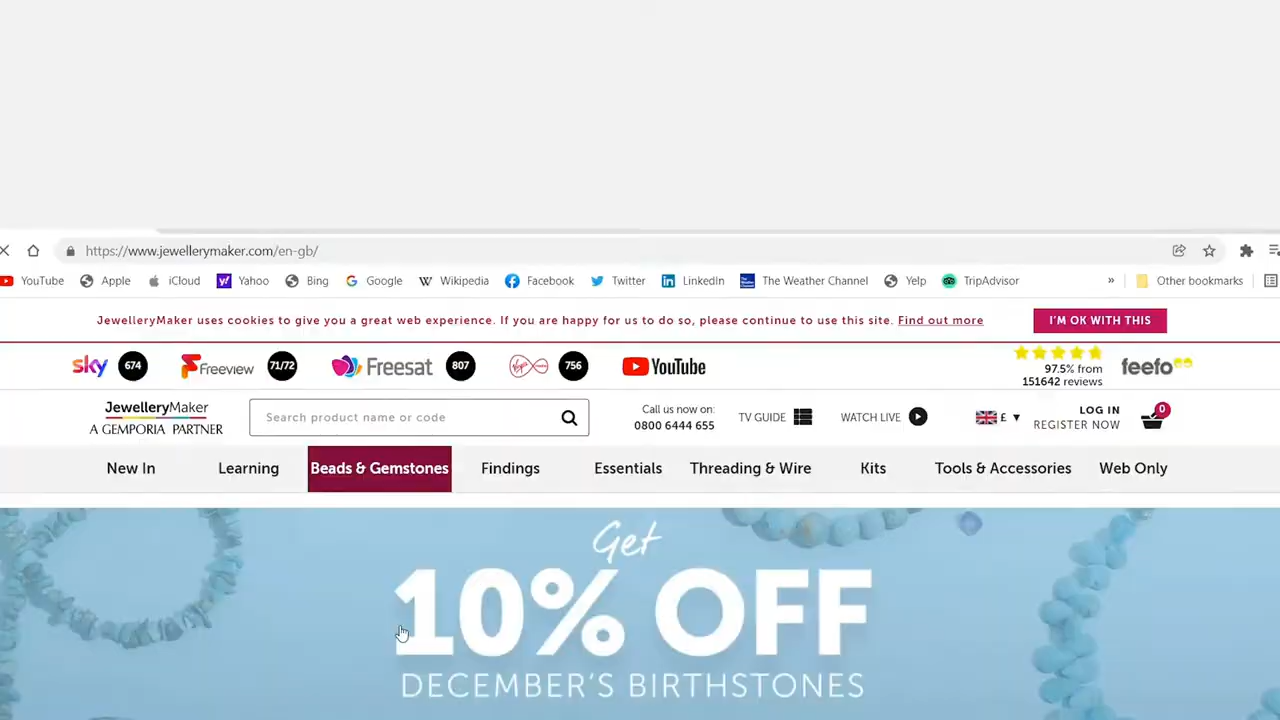 https://www.jewellerymaker.com/en-gb/
YouTube Apple iCloud Yahoo Bing Google Wikipedia Facebook Twitter LinkedIn The Weather Channel Yelp TripAdvisor » Other bookmarks
JewelleryMaker uses cookies to give you a great web experience. If you are happy for us to do so, please continue to use this site. Find out more
I'M OK WITH THIS
sky 674 Freeview 71/72 Freesat 807 virgin media 756 YouTube
97.5% from
151642 reviews
feefo
JewelleryMaker
A GEMPORIA PARTNER
Search product name or code
Call us now on:
0800 6444 655
TV GUIDE
WATCH LIVE
£
LOG IN
REGISTER NOW
0
New In Learning Beads & Gemstones Findings Essentials Threading & Wire Kits Tools & Accessories Web Only
Get
10% OFF
DECEMBER'S BIRTHSTONES